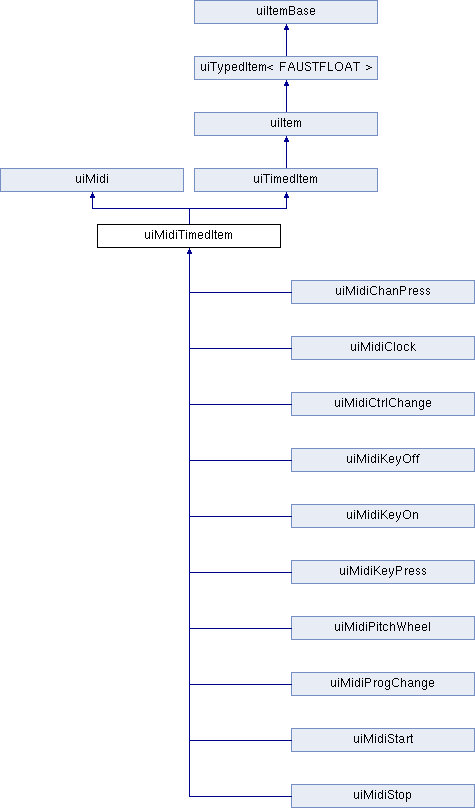 uiItemBase
uiTypedItem< FAUSTFLOAT >
uiItem
uiMidi
uiTimedItem
uiMidiTimedItem
uiMidiChanPress
uiMidiClock
uiMidiCtrlChange
uiMidiKeyOff
uiMidiKeyOn
uiMidiKeyPress
uiMidiPitchWheel
uiMidiProgChange
uiMidiStart
uiMidiStop